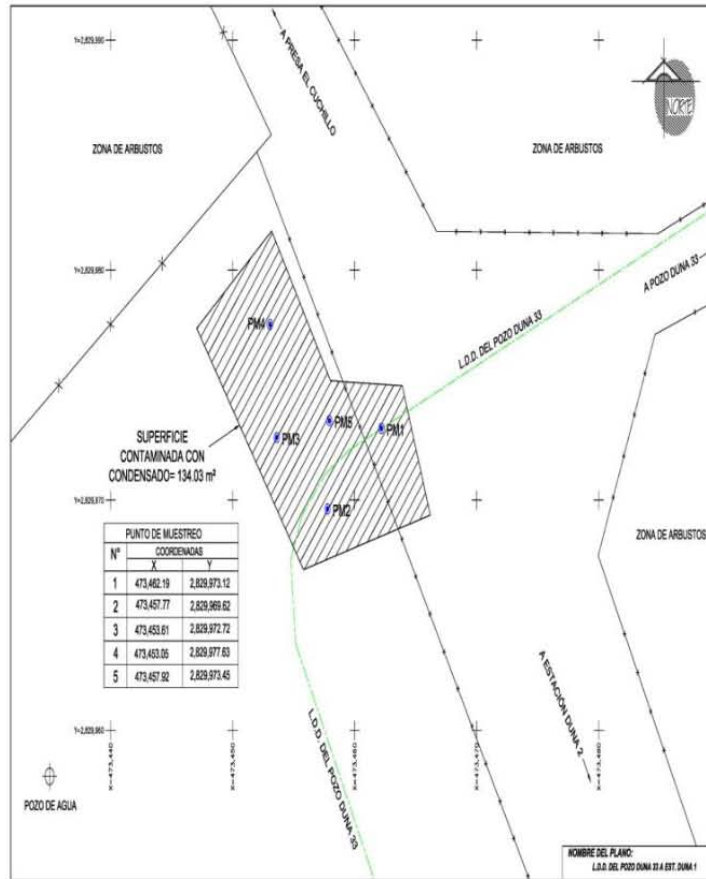 Y=2,829,990
A PRESA EL CUCHILLO
NORTE
ZONA DE ARBUSTOS
ZONA DE ARBUSTOS
Y=2,829,980
A POZO DUNA 33
L.D.D. DEL POZO DUNA 33
PM4
PM5
PM1
PM3
SUPERFICIE
CONTAMINADA CON
CONDENSADO= 134.03 m²
Y=2,829,970
PM2
ZONA DE ARBUSTOS
PUNTO DE MUESTREO
N° COORDENADAS
X Y
1 473,462.19 2,829,973.12
2 473,457.77 2,829,969.62
3 473,453.61 2,829,972.72
4 473,453.05 2,829,977.63
5 473,457.92 2,829,973.45
A ESTACIÓN DUNA 2
Y=2,829,960
X=473,440
X=473,450
X=473,460
X=473,470
X=473,480
L.D.D. DEL POZO DUNA 33
POZO DE AGUA
NOMBRE DEL PLANO:
L.D.D. DEL POZO DUNA 33 A EST. DUNA 1